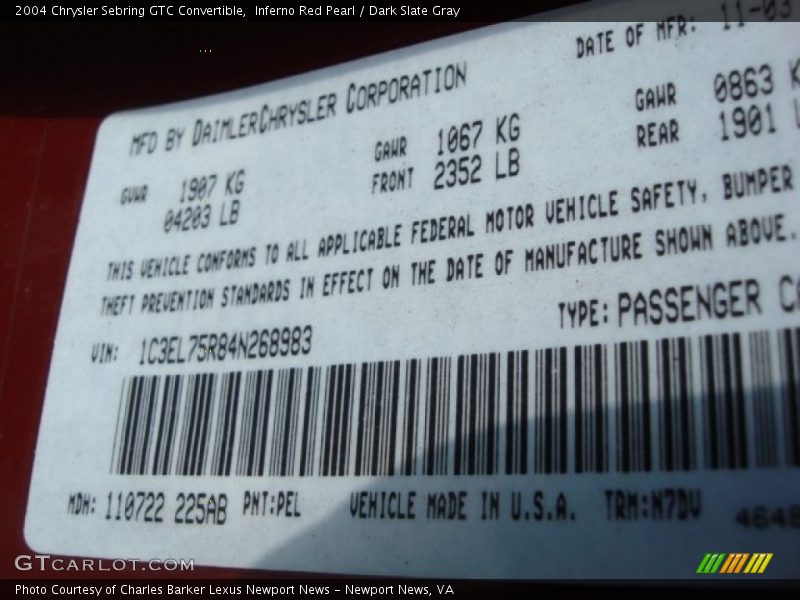 2004 Chrysler Sebring GTC Convertible, Inferno Red Pearl / Dark Slate Gray
DATE OF MFR: 11-03
MFD BY DAIMLERCHRYSLER CORPORATION
GVWR 1907 KG
04203 LB
GAWR FRONT 1067 KG
2352 LB
GAWR REAR 0863 K
1901 L
THIS VEHICLE CONFORMS TO ALL APPLICABLE FEDERAL MOTOR VEHICLE SAFETY, BUMPER
THEFT PREVENTION STANDARDS IN EFFECT ON THE DATE OF MANUFACTURE SHOWN ABOVE.
VIN: 1C3EL75R84N268983
TYPE: PASSENGER CA
MDH: 110722 225AB PNT:PEL VEHICLE MADE IN U.S.A. TRM:N7DV
4648
GTCARLOT.COM
Photo Courtesy of Charles Barker Lexus Newport News - Newport News, VA